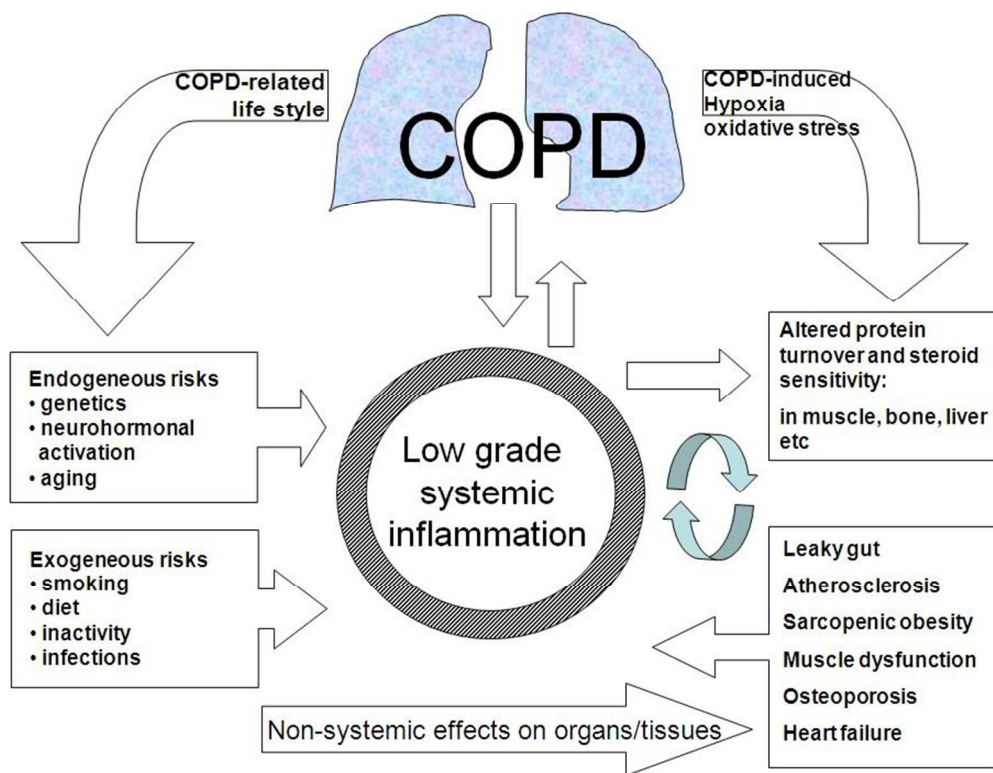 COPD-related
life style
COPD
COPD-induced
Hypoxia
oxidative stress
Endogeneous risks
• genetics
• neurohormonal
activation
• aging
Exogeneous risks
• smoking
• diet
• inactivity
• infections
Low grade
systemic
inflammation
Altered protein
turnover and steroid
sensitivity:
in muscle, bone, liver
etc
Leaky gut
Atherosclerosis
Sarcopenic obesity
Muscle dysfunction
Osteoporosis
Heart failure
Non-systemic effects on organs/tissues